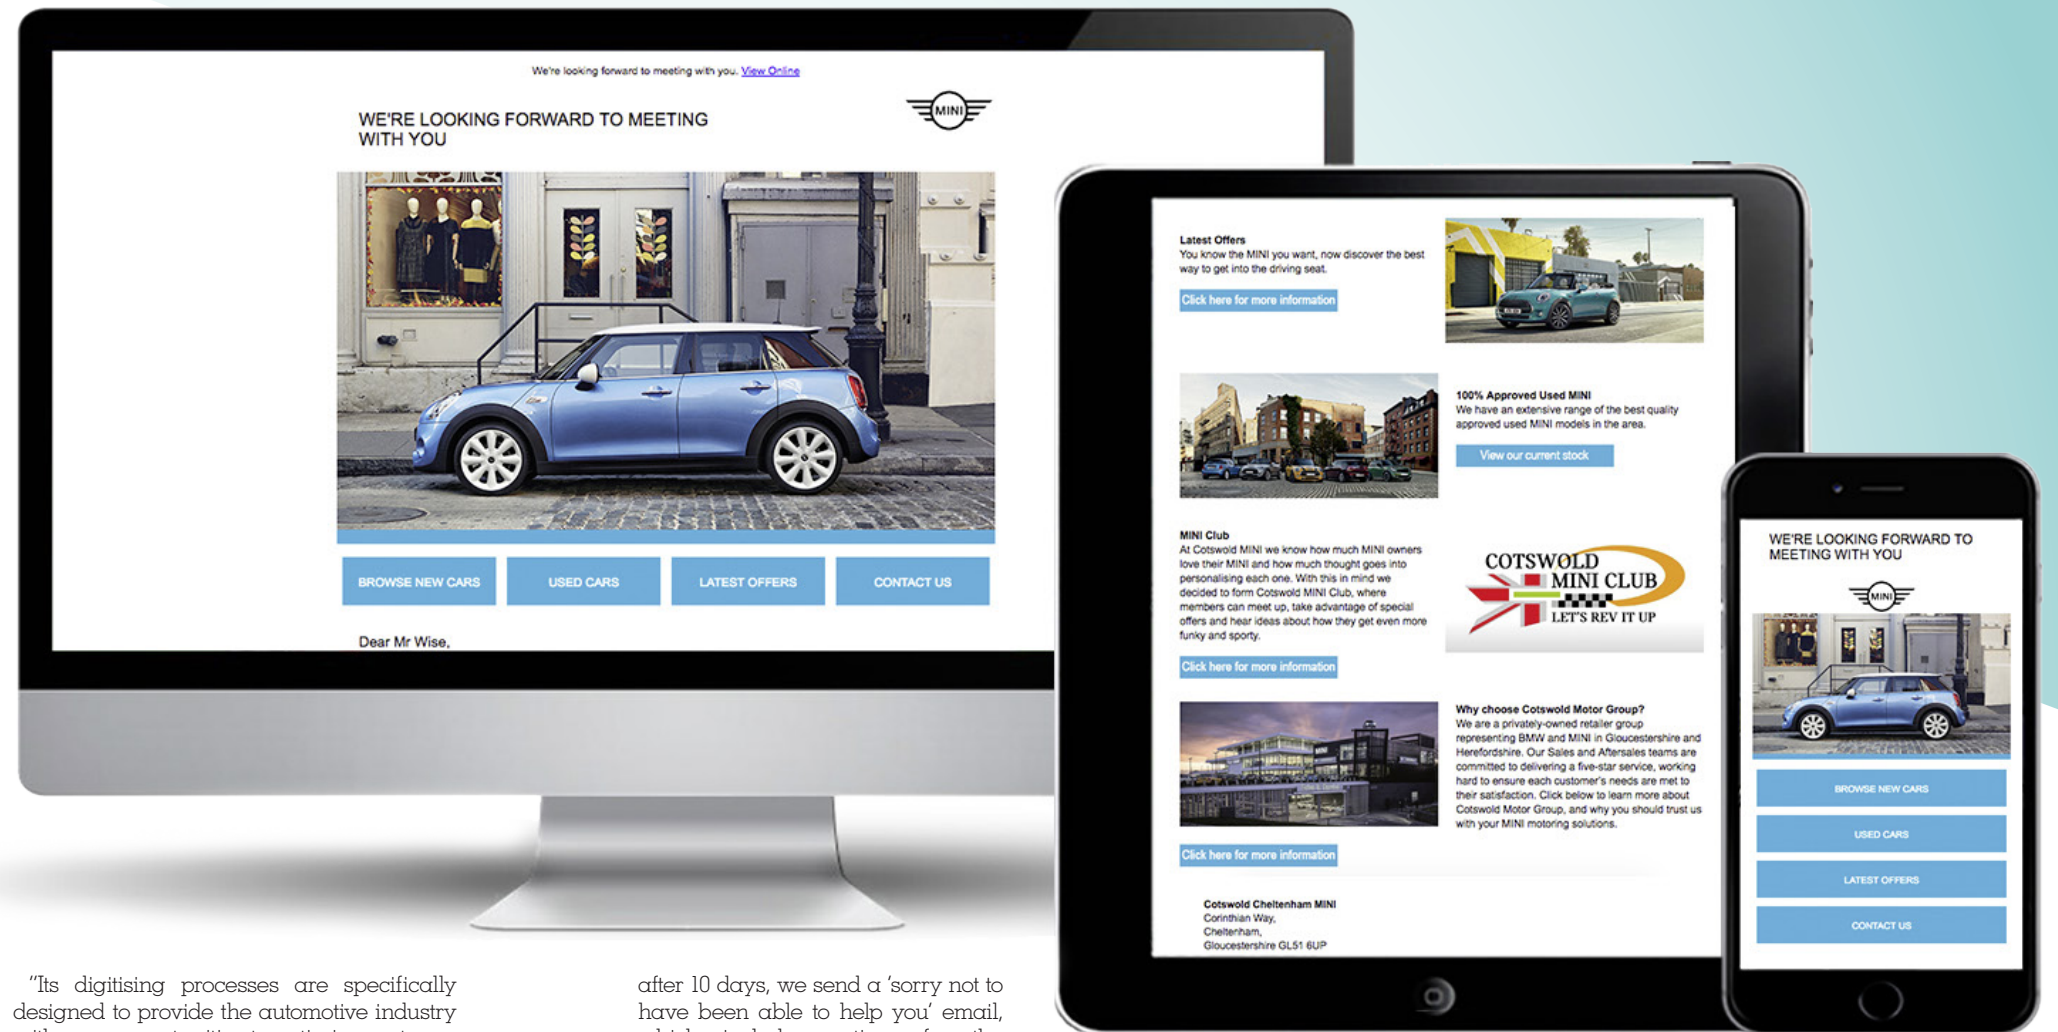 We're looking forward to meeting with you. View Online
WE'RE LOOKING FORWARD TO MEETING
WITH YOU
MINI
BROWSE NEW CARS
USED CARS
LATEST OFFERS
CONTACT US
Dear Mr Wise,
Latest Offers
You know the MINI you want, now discover the best
way to get into the driving seat.
Click here for more information
100% Approved Used MINI
We have an extensive range of the best quality
approved used MINI models in the area.
View our current stock
MINI Club
At Cotswold MINI we know how much MINI owners
love their MINI and how much thought goes into
personalising each one. With this in mind we
decided to form Cotswold MINI Club, where
members can meet up, take advantage of special
offers and hear ideas about how they get even more
funky and sporty.
Click here for more information
COTSWOLD
MINI CLUB
LET'S REV IT UP
Why choose Cotswold Motor Group?
We are a privately-owned retailer group
representing BMW and MINI in Gloucestershire and
Herefordshire. Our Sales and Aftersales teams are
committed to delivering a five-star service, working
hard to ensure each customer's needs are met to
their satisfaction. Click below to learn more about
Cotswold Motor Group, and why you should trust us
with your MINI motoring solutions.
Click here for more information
Cotswold Cheltenham MINI
Corinthian Way,
Cheltenham,
Gloucestershire GL51 6UP
WE'RE LOOKING FORWARD TO
MEETING WITH YOU
MINI
BROWSE NEW CARS
USED CARS
LATEST OFFERS
CONTACT US
"Its digitising processes are specifically
designed to provide the automotive industry
after 10 days, we send a 'sorry not to
have been able to help you' email,